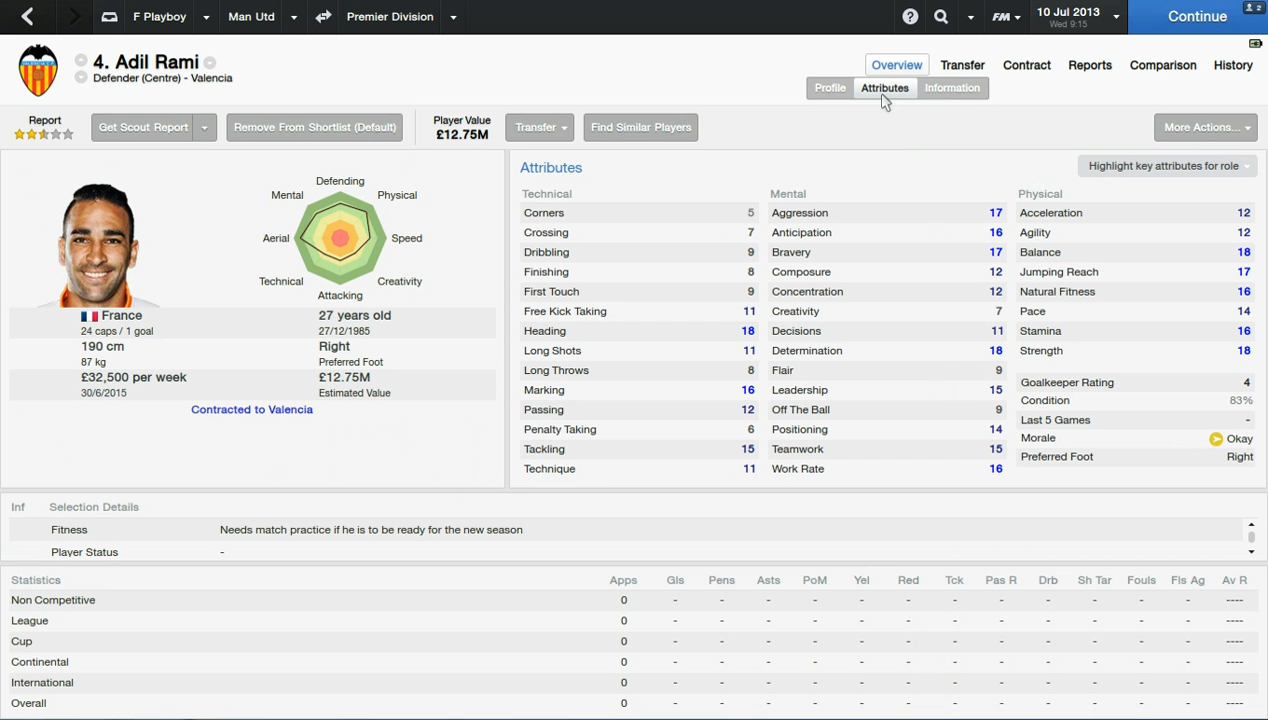 F Playboy Man Utd Premier Division FM 10 Jul 2013 Continue 2
Wed 9:15
4. Adil Rami
Defender (Centre) - Valencia
Overview Transfer Contract Reports Comparison History
Profile Attributes Information
Report Get Scout Report Remove From Shortlist (Default) Player Value £12.75M Transfer Find Similar Players More Actions...
Attributes Highlight key attributes for role
Defending
Mental Physical
Aerial Speed
Technical Creativity
Attacking
France 27 years old
24 caps / 1 goal 27/12/1985
190 cm Right
87 kg Preferred Foot
£32,500 per week £12.75M
30/6/2015 Estimated Value
Contracted to Valencia
Technical Mental Physical
Corners 5 Aggression 17 Acceleration 12
Crossing 7 Anticipation 16 Agility 12
Dribbling 9 Bravery 17 Balance 18
Finishing 8 Composure 12 Jumping Reach 17
First Touch 9 Concentration 12 Natural Fitness 16
Free Kick Taking 11 Creativity 7 Pace 14
Heading 18 Decisions 11 Stamina 16
Long Shots 11 Determination 18 Strength 18
Long Throws 8 Flair 9
Marking 16 Leadership 15 Goalkeeper Rating 4
Passing 12 Off The Ball 9 Condition 83%
Penalty Taking 6 Positioning 14 Last 5 Games -
Tackling 15 Teamwork 15 Morale Okay
Technique 11 Work Rate 16 Preferred Foot Right
Inf Selection Details
Fitness Needs match practice if he is to be ready for the new season
Player Status -
Statistics Apps Gls Pens Asts PoM Yel Red Tck Pas R Drb Sh Tar Fouls Fls Ag Av R
Non Competitive 0 - - - - - - - - - - - - ----
League 0 - - - - - - - - - - - - ----
Cup 0 - - - - - - - - - - - - ----
Continental 0 - - - - - - - - - - - - ----
International 0 - - - - - - - - - - - - ----
Overall 0 - - - - - - - - - - - - ----